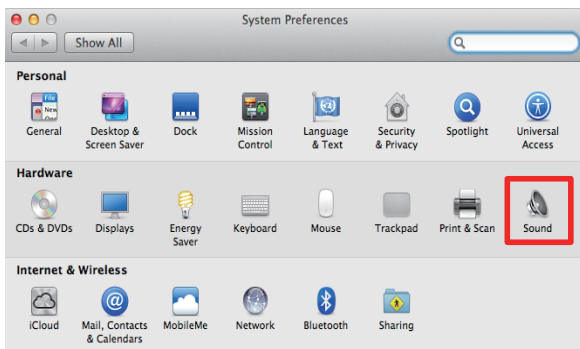 System Preferences
Show All
Personal
General
Desktop &
Screen Saver
Dock
Mission
Control
Language
& Text
Security
& Privacy
Spotlight
Universal
Access
Hardware
CDs & DVDs
Displays
Energy
Saver
Keyboard
Mouse
Trackpad
Print & Scan
Sound
Internet & Wireless
iCloud
Mail, Contacts
& Calendars
MobileMe
Network
Bluetooth
Sharing